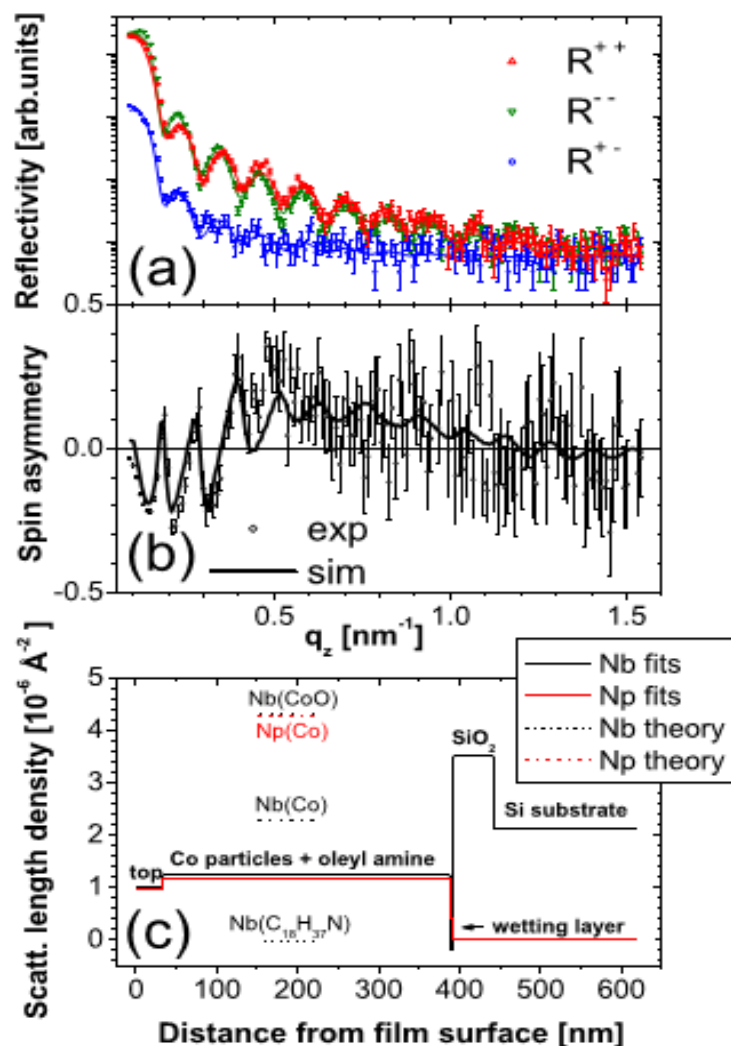 Reflectivity [arb.units]
R++
R--
R+-
(a)
Spin asymmetry
0.5
0.0
-0.5
exp
sim
(b)
0.5 1.0 1.5
q_z [nm⁻¹]
Scatt. length density [10⁻⁶ Å⁻²]
5
4
3
2
1
0
Nb fits
Np fits
Nb theory
Np theory
Nb(CoO)
Np(Co)
SiO₂
Nb(Co)
Si substrate
Co particles + oleyl amine
top
Nb(C₁₈H₃₇N)
wetting layer
(c)
0 100 200 300 400 500 600
Distance from film surface [nm]